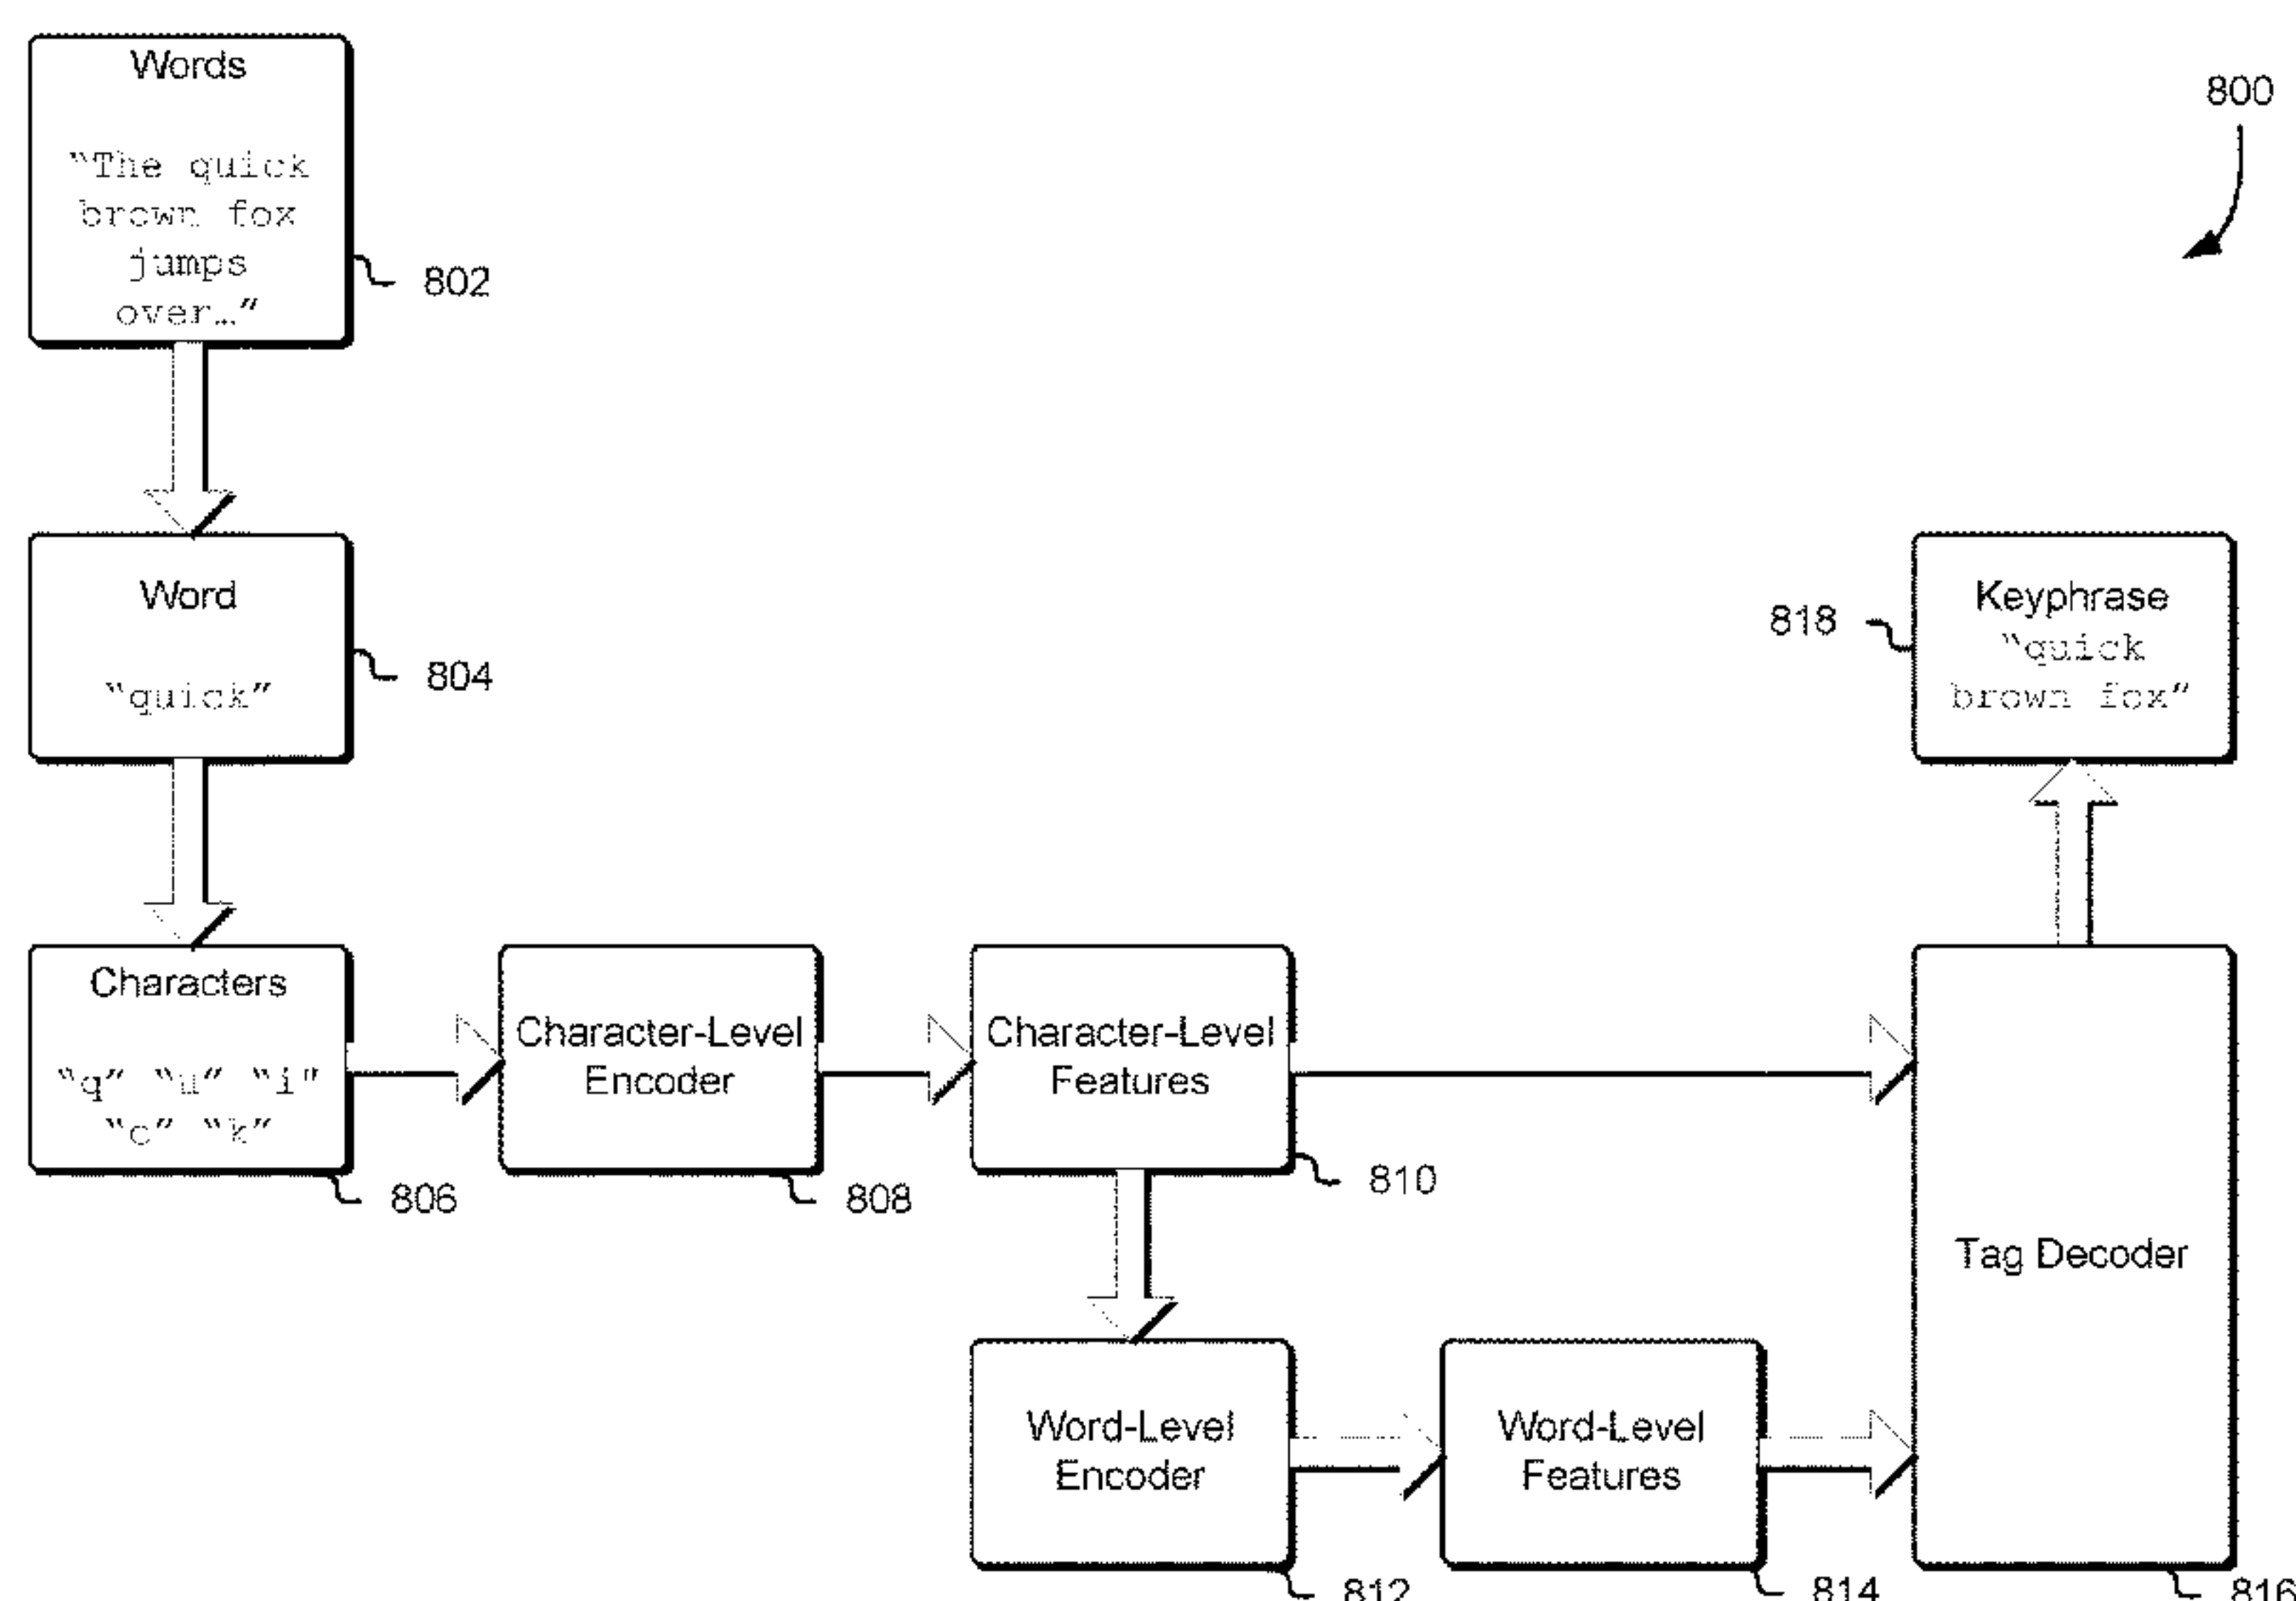 Words
“The quick
brown fox
jumps
over…”
802
800
Word
“quick”
804
Keyphrase
“quick
brown fox”
818
Characters
“q” “u” “i"
“c” “k”
806
Character-Level
Encoder
808
Character-Level
Features
810
Tag Decoder
816
Word-Level
Encoder
812
Word-Level
Features
814